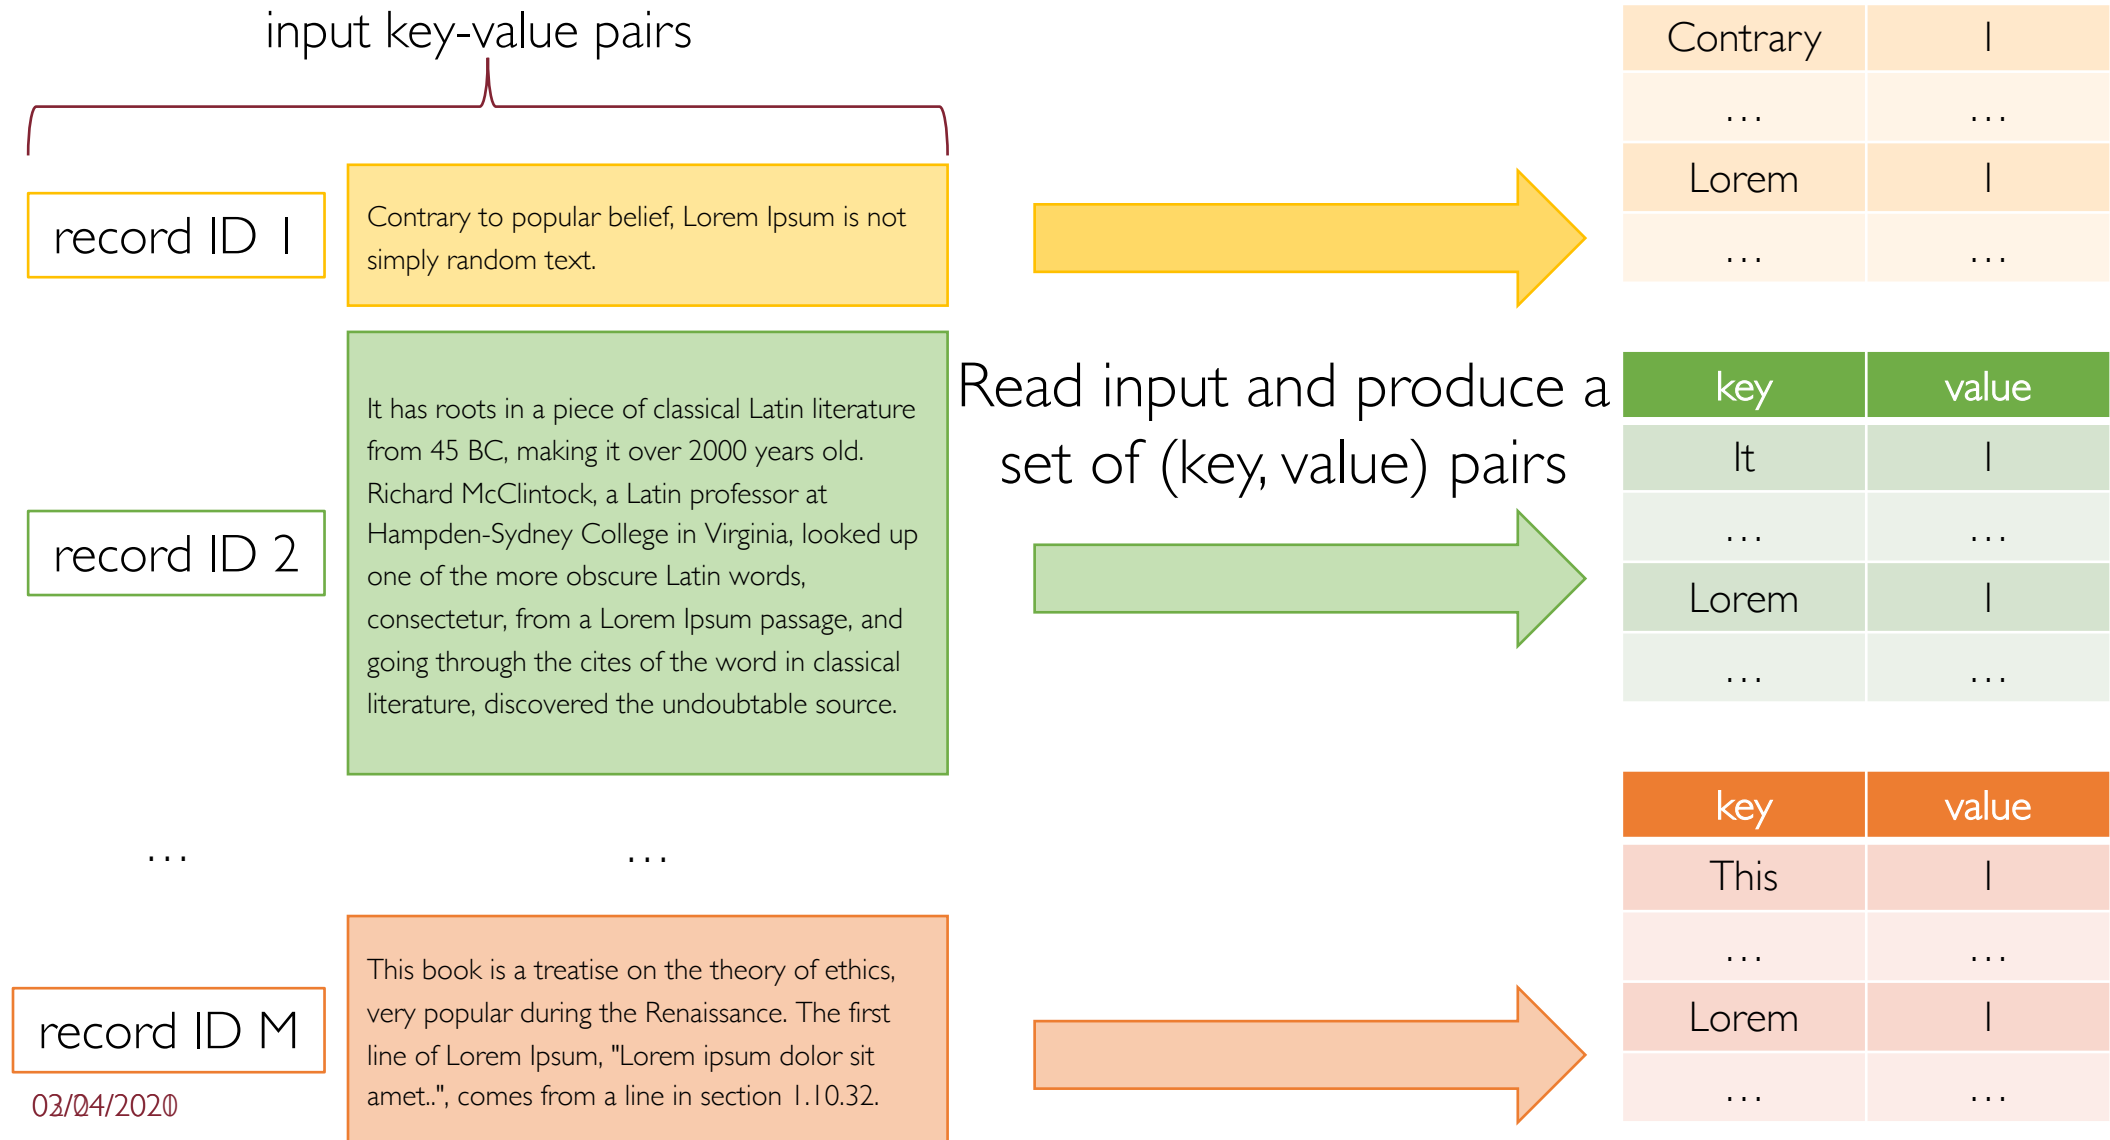 input key-value pairs
record ID 1
Contrary to popular belief, Lorem Ipsum is not
simply random text.
Contrary 1
... ...
Lorem 1
... ...
record ID 2
It has roots in a piece of classical Latin literature
from 45 BC, making it over 2000 years old.
Richard McClintock, a Latin professor at
Hampden-Sydney College in Virginia, looked up
one of the more obscure Latin words,
consectetur, from a Lorem Ipsum passage, and
going through the cites of the word in classical
literature, discovered the undoubtable source.
Read input and produce a
set of (key, value) pairs
key value
It 1
... ...
Lorem 1
... ...
... ...
record ID M
This book is a treatise on the theory of ethics,
very popular during the Renaissance. The first
line of Lorem Ipsum, "Lorem ipsum dolor sit
amet..", comes from a line in section 1.10.32.
key value
This 1
... ...
Lorem 1
... ...